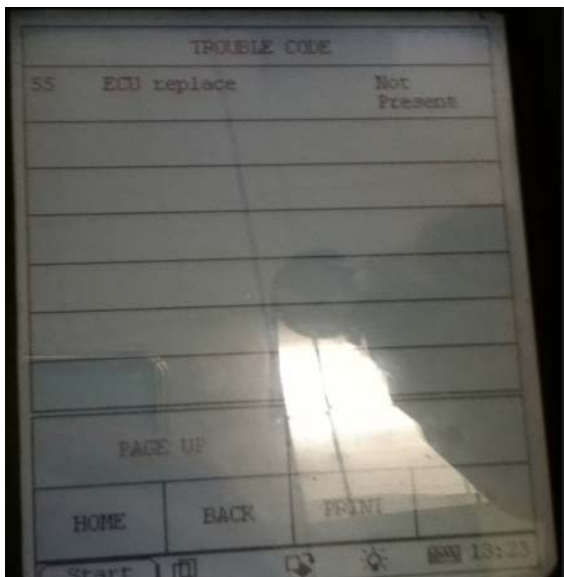 TROUBLE CODE
55 ECU replace Not
Present
PAGE UP
HOME BACK PRINT
Start 13:23